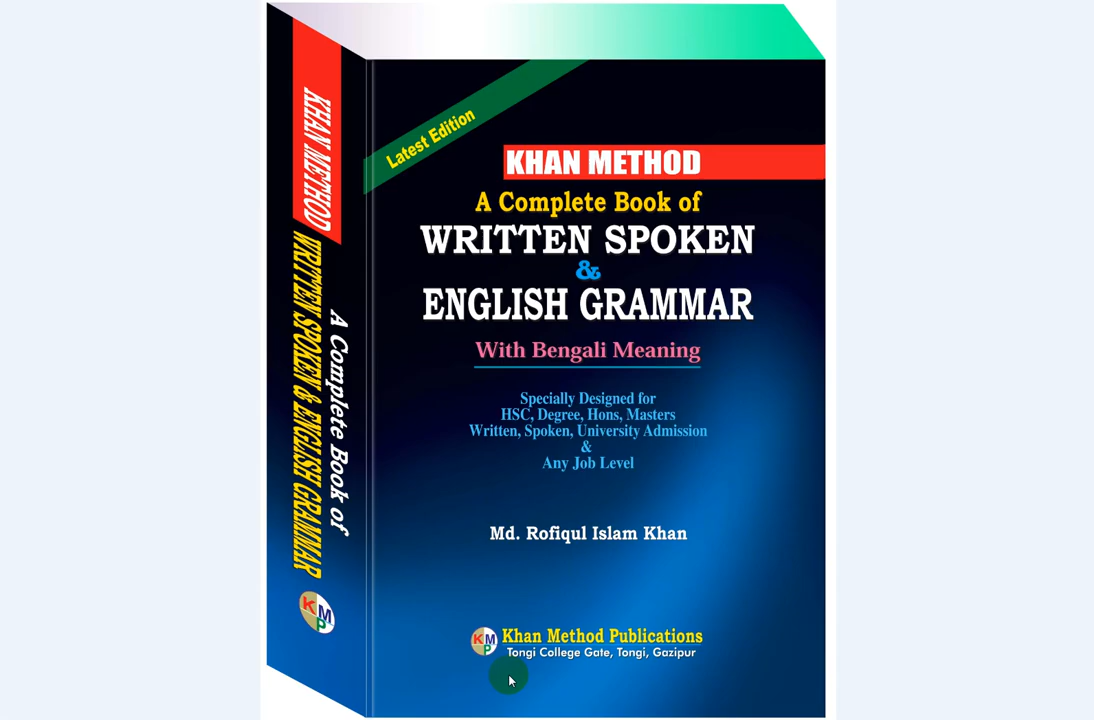 KHAN METHOD
WRITTEN SPOKEN & ENGLISH GRAMMAR
A Complete Book of
KMP
Latest Edition
KHAN METHOD
A Complete Book of
WRITTEN SPOKEN
&
ENGLISH GRAMMAR
With Bengali Meaning
Specially Designed for
HSC, Degree, Hons, Masters
Written, Spoken, University Admission
&
Any Job Level
Md. Rofiqul Islam Khan
KMP
Khan Method Publications
Tongi College Gate, Tongi, Gazipur